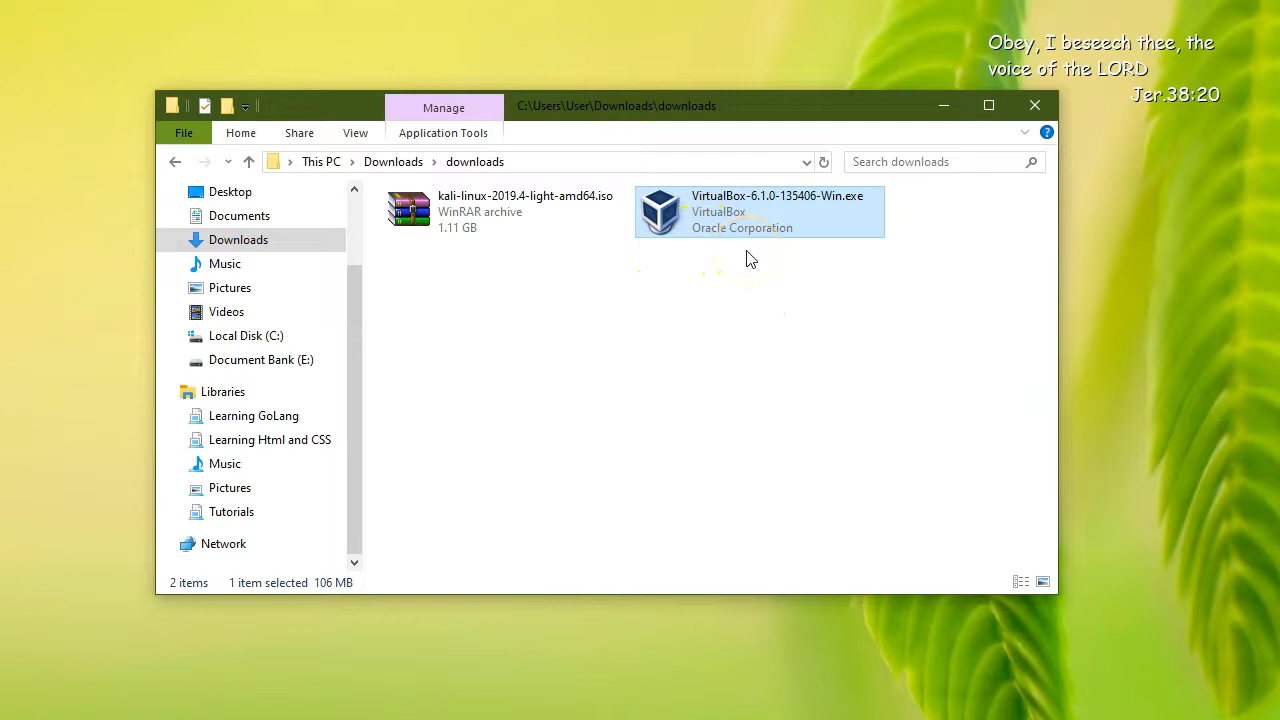 Obey, I beseech thee, the
voice of the LORD
Jer.38:20
Manage
C:\Users\User\Downloads\downloads
File
Home
Share
View
Application Tools
This PC
Downloads
downloads
Search downloads
Desktop
Documents
Downloads
Music
Pictures
Videos
Local Disk (C:)
Document Bank (E:)
Libraries
Learning GoLang
Learning Html and CSS
Music
Pictures
Tutorials
Network
kali-linux-2019.4-light-amd64.iso
WinRAR archive
1.11 GB
VirtualBox-6.1.0-135406-Win.exe
VirtualBox
Oracle Corporation
2 items
1 item selected 106 MB